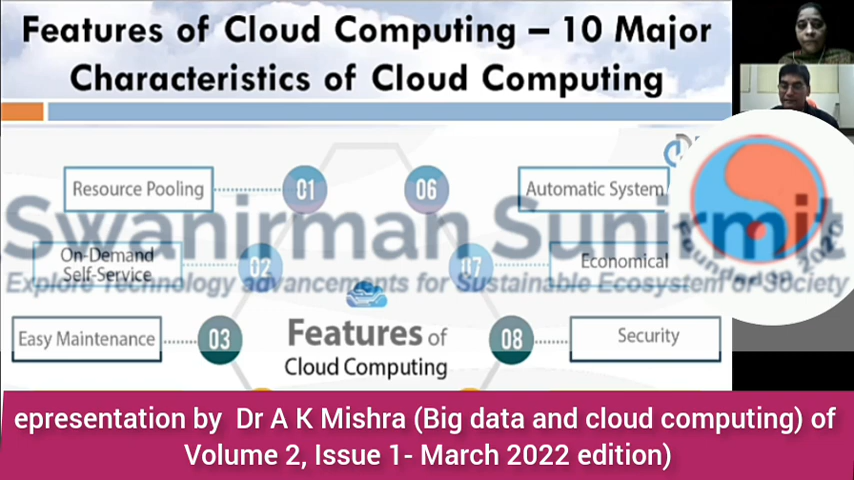 Features of Cloud Computing – 10 Major
Characteristics of Cloud Computing
Resource Pooling
01
06
Automatic System
Swanirman Sunirmit
On-Demand
Self-Service
02
07
Economical
Explore Technology advancements for Sustainable Ecosystem of Society
Founded in 2020
Easy Maintenance
03
Features of
Cloud Computing
08
Security
epresentation by Dr A K Mishra (Big data and cloud computing) of
Volume 2, Issue 1- March 2022 edition)